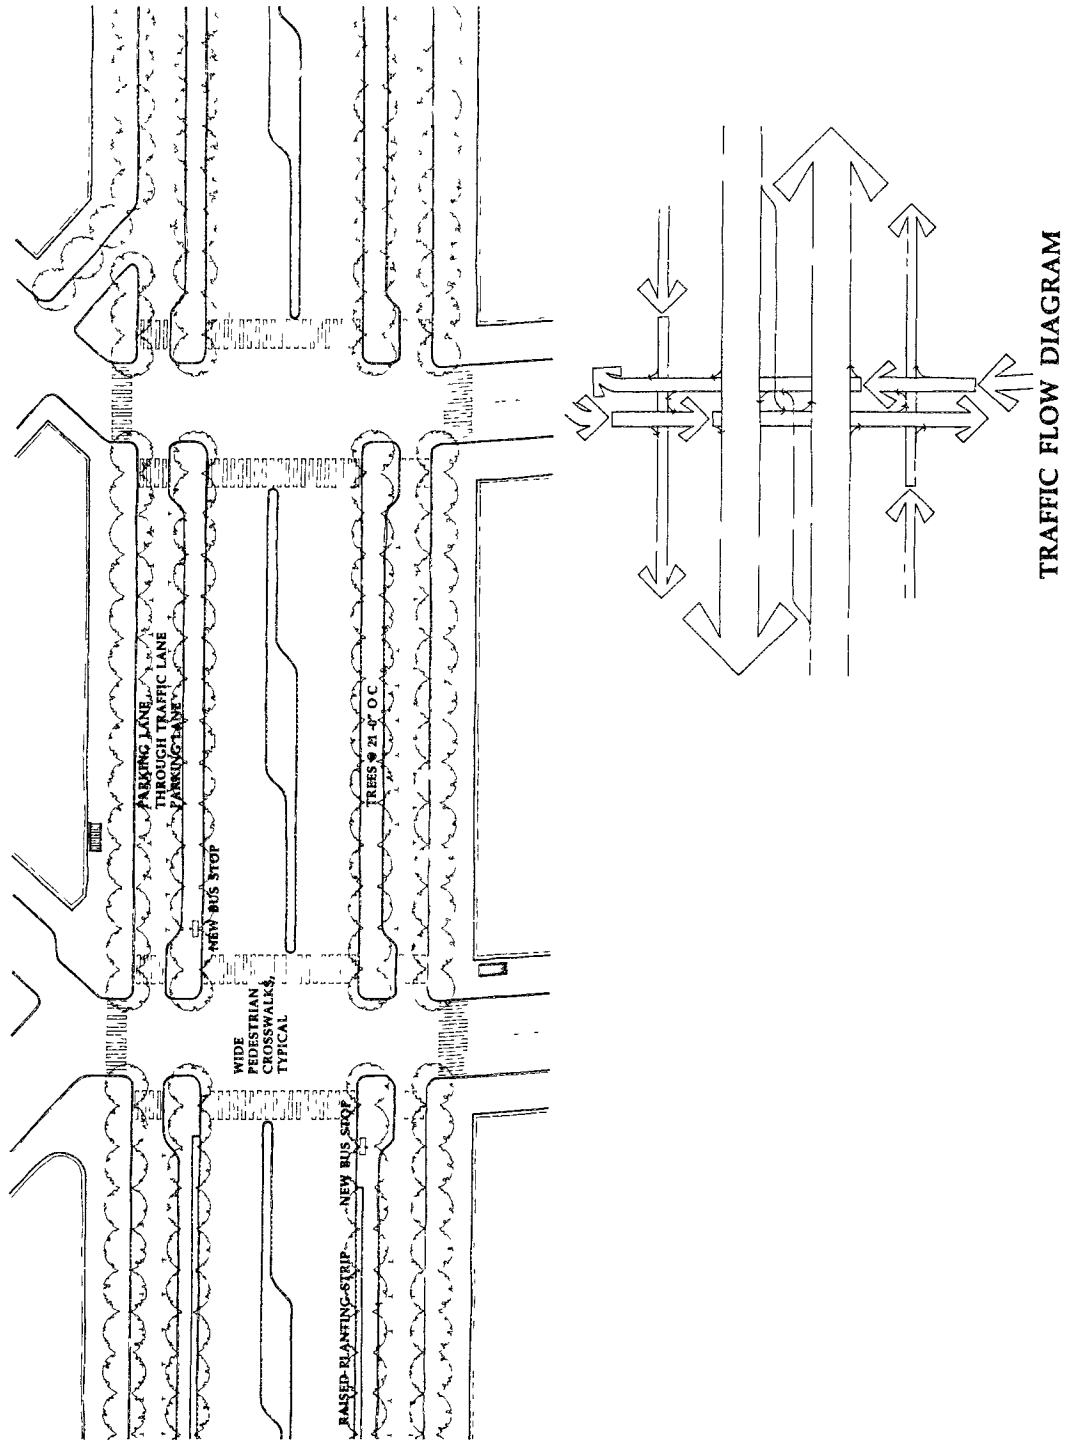 PARKING LANE
THROUGH TRAFFIC LANE
PARKING LANE
NEW BUS STOP
TREES @ 21'-0" O C
WIDE
PEDESTRIAN
CROSSWALKS,
TYPICAL
RAISED PLANTING STRIP
NEW BUS STOP
TRAFFIC FLOW DIAGRAM